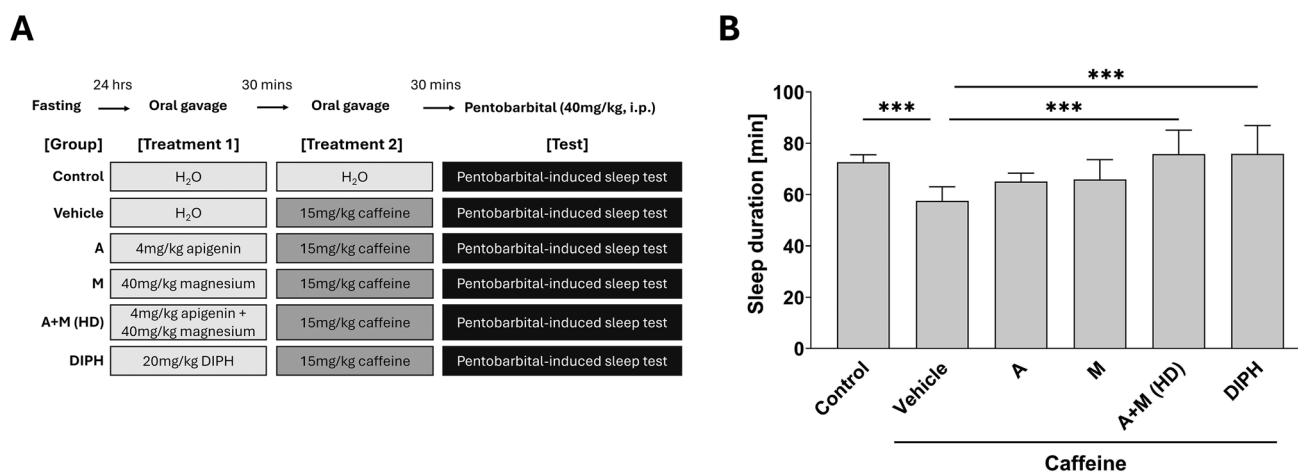 A
24 hrs 30 mins 30 mins
Fasting Oral gavage Oral gavage Pentobarbital (40mg/kg, i.p.)
[Group] [Treatment 1] [Treatment 2] [Test]
Control H₂O H₂O Pentobarbital-induced sleep test
Vehicle H₂O 15mg/kg caffeine Pentobarbital-induced sleep test
A 4mg/kg apigenin 15mg/kg caffeine Pentobarbital-induced sleep test
M 40mg/kg magnesium 15mg/kg caffeine Pentobarbital-induced sleep test
A+M (HD) 4mg/kg apigenin + 15mg/kg caffeine Pentobarbital-induced sleep test
40mg/kg magnesium
DIPH 20mg/kg DIPH 15mg/kg caffeine Pentobarbital-induced sleep test
B
***
*** ***
Sleep duration [min]
100
80
60
40
20
0
Control Vehicle A M A+M (HD) DIPH
Caffeine